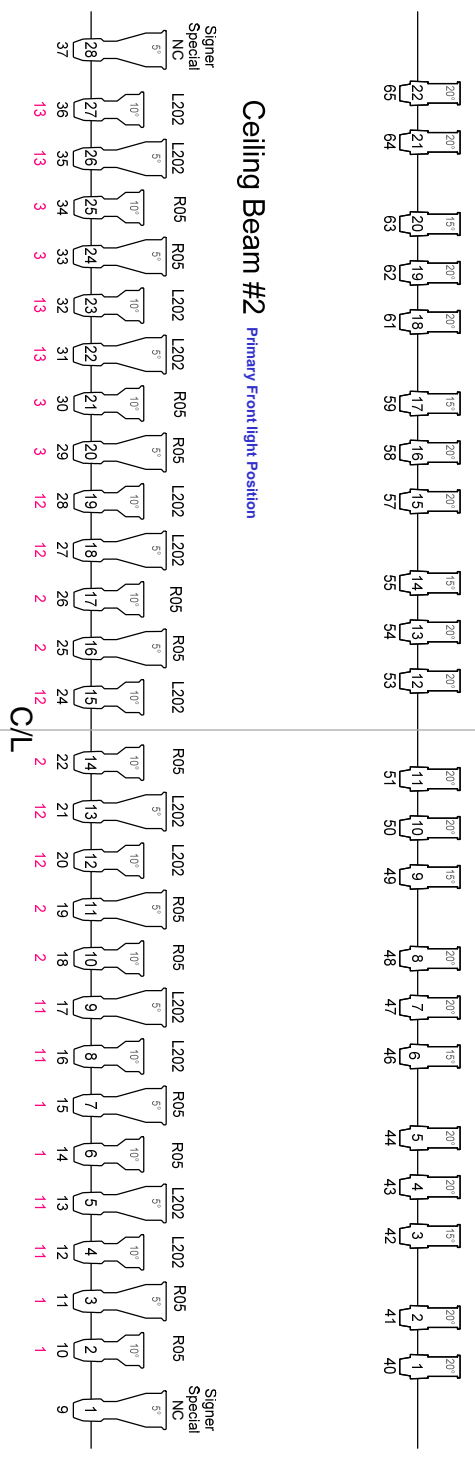 20° 20° 15° 20° 20° 15° 20° 20° 15° 20° 20° 20° 20° 15° 20° 20° 15° 20° 20° 15° 20° 20°
22 21 20 19 18 17 16 15 14 13 12 11 10 9 8 7 6 5 4 3 2 1
65 64 63 62 61 59 58 57 55 54 53 51 50 49 48 47 46 44 43 42 41 40
Ceiling Beam #2 Primary Front light Position
Signer Signer
Special Special
NC L202 L202 R05 R05 L202 L202 R05 R05 L202 L202 R05 R05 L202 R05 L202 L202 R05 R05 L202 L202 R05 R05 L202 L202 R05 R05 NC
5° 10° 5° 10° 5° 10° 5° 10° 5° 10° 5° 10° 5° 10° 10° 5° 10° 5° 10° 5° 10° 5° 10° 5° 10° 5° 10° 5°
28 27 26 25 24 23 22 21 20 19 18 17 16 15 14 13 12 11 10 9 8 7 6 5 4 3 2 1
37 36 35 34 33 32 31 30 29 28 27 26 25 24 22 21 20 19 18 17 16 15 14 13 12 11 10 9
13 13 3 3 13 13 3 3 12 12 2 2 12 2 12 12 2 2 11 11 1 1 11 11 1 1
C/L